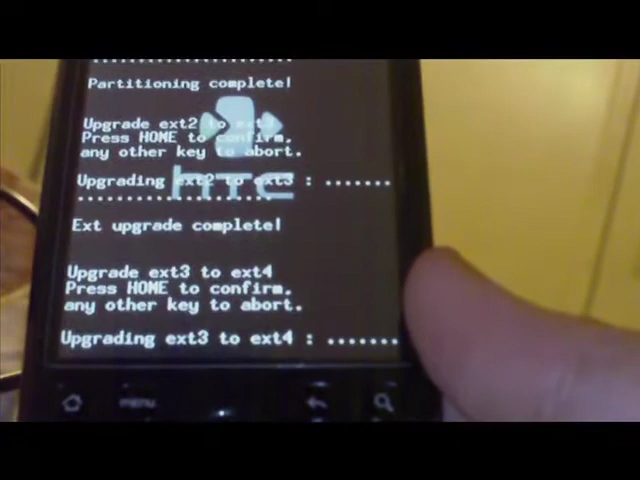 ....................
Partitioning complete!
Upgrade ext2 to ext3
Press HOME to confirm,
any other key to abort.
Upgrading ext2 to ext3 : .......
....................
hTC
Ext upgrade complete!
Upgrade ext3 to ext4
Press HOME to confirm,
any other key to abort.
Upgrading ext3 to ext4 : .......
menu